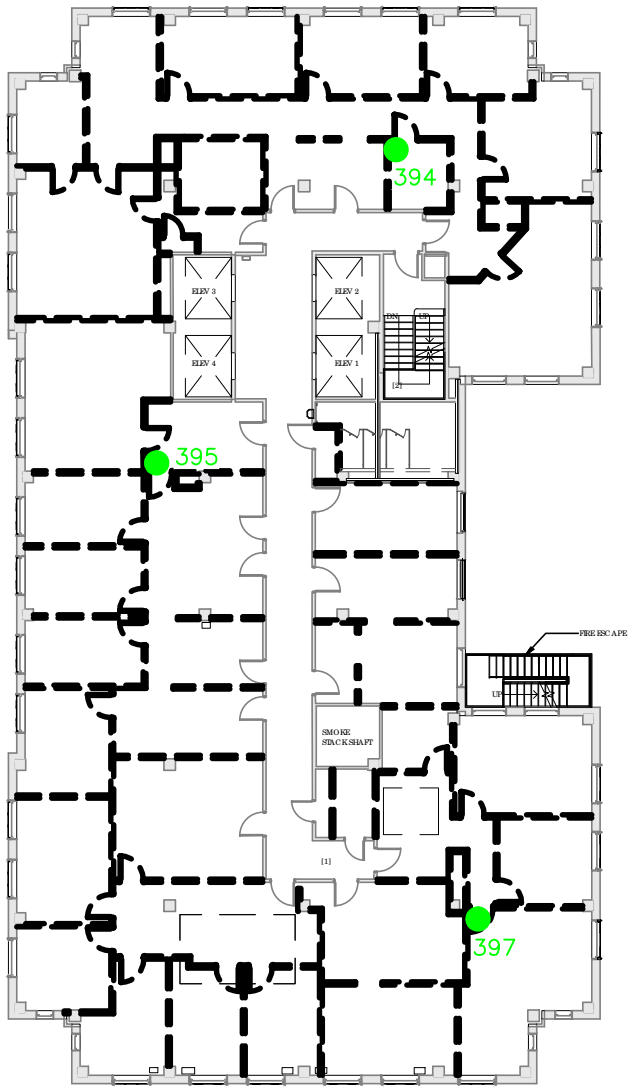 394
ELEV 3
ELEV 2
DN
UP
ELEV 4
ELEV 1
[2]
395
FIRE ESCAPE
UP
SMOKE
STACK SHAFT
[1]
397